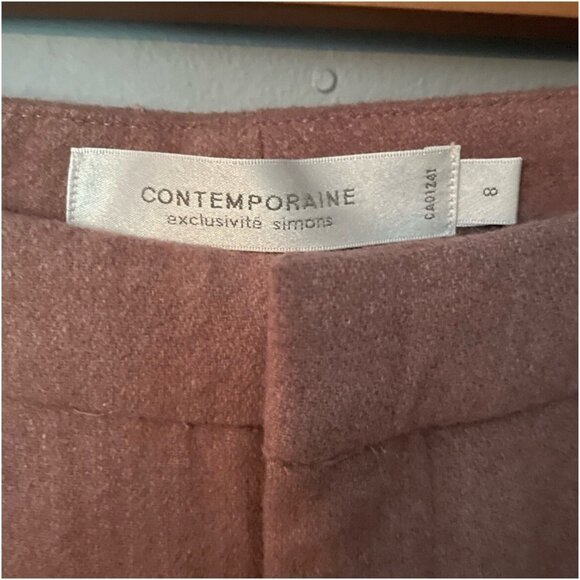 CONTEMPORAINE
exclusivité simons
CA01241
8